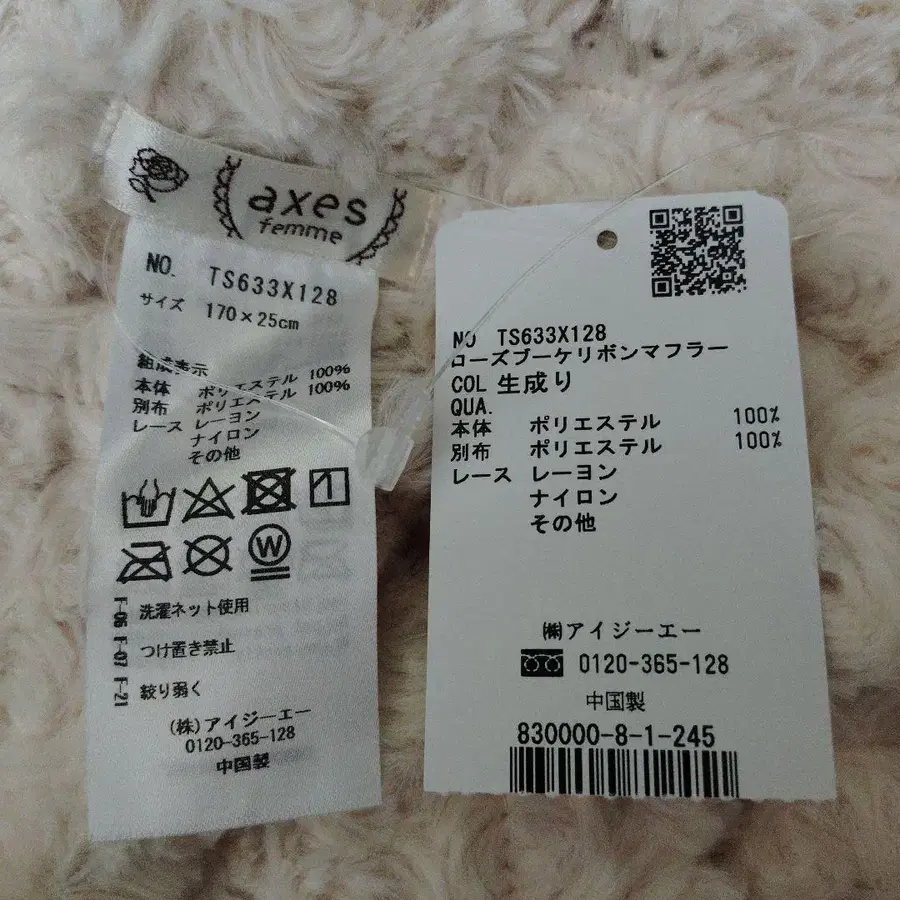 axes
femme
NO. TS633X128
サイズ 170×25cm
組成表示
本体 ポリエステル 100%
別布 ポリエステル 100%
レース レーヨン
ナイロン
その他
W
F-06 洗濯ネット使用
F-07 つけ置き禁止
F-21 絞り弱く
(株)アイジーエー
0120-365-128
中国製
NO TS633X128
ローズブーケリボンマフラー
COL 生成り
QUA.
本体 ポリエステル 100%
別布 ポリエステル 100%
レース レーヨン
ナイロン
その他
㈱アイジーエー
0120-365-128
中国製
830000-8-1-245